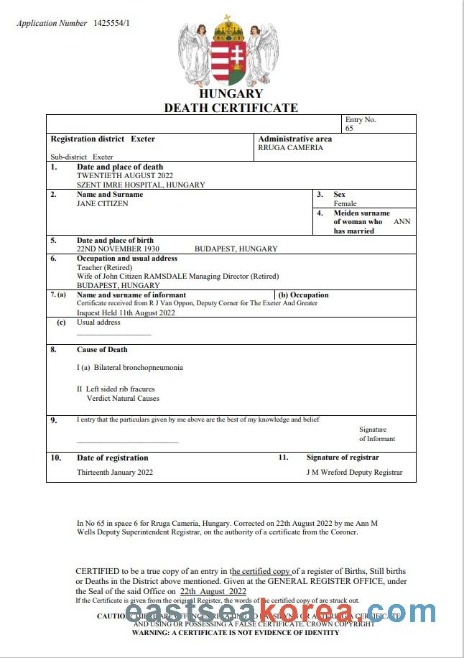 Application Number 1425554/1
HUNGARY
DEATH CERTIFICATE
Entry No.
65
Registration district Exeter
Sub-district Exeter
Administrative area
RRUGA CAMERIA
1. Date and place of death
TWENTIETH AUGUST 2022
SZENT IMRE HOSPITAL, HUNGARY
2. Name and Surname
JANE CITIZEN
3. Sex
Female
4. Meiden surname
of woman who ANN
has married
5. Date and place of birth
22ND NOVEMBER 1930 BUDAPEST, HUNGARY
6. Occupation and usual address
Teacher (Retired)
Wife of John Citizen RAMSDALE Managing Director (Retired)
BUDAPEST, HUNGARY
7. (a) Name and surname of informant (b) Occupation
Certificate received from R J Van Oppon, Deputy Corner for The Exeter And Greater
Inquest Held 11th August 2022
(c) Usual address
8. Cause of Death
I (a) Bilateral bronchopneumonia
II Left sided rib fracures
Verdict Natural Causes
9. I entry that the particulars given by me above are the best of my knowledge and belief
Signature
of Informant
10. Date of registration
Thirteenth January 2022
11. Signature of registrar
J M Wreford Deputy Registrar
In No 65 in space 6 for Rruga Cameria, Hungary. Corrected on 22th August 2022 by me Ann M
Wells Deputy Superintendent Registrar, on the authority of a certificate from the Coroner.
CERTIFIED to be a true copy of an entry in the certified copy of a register of Births, Still births
or Deaths in the District above mentioned. Given at the GENERAL REGISTER OFFICE, under
the Seal of the said Office on 22th August 2022
If the Certificate is given from the original Register, the words of the certified copy of are struck out.
eastseakorea.com
AND USING OR POSSESSING A FALSE CERTIFICATE. CROWN COPYRIGHT
WARNING: A CERTIFICATE IS NOT EVIDENCE OF IDENTITY